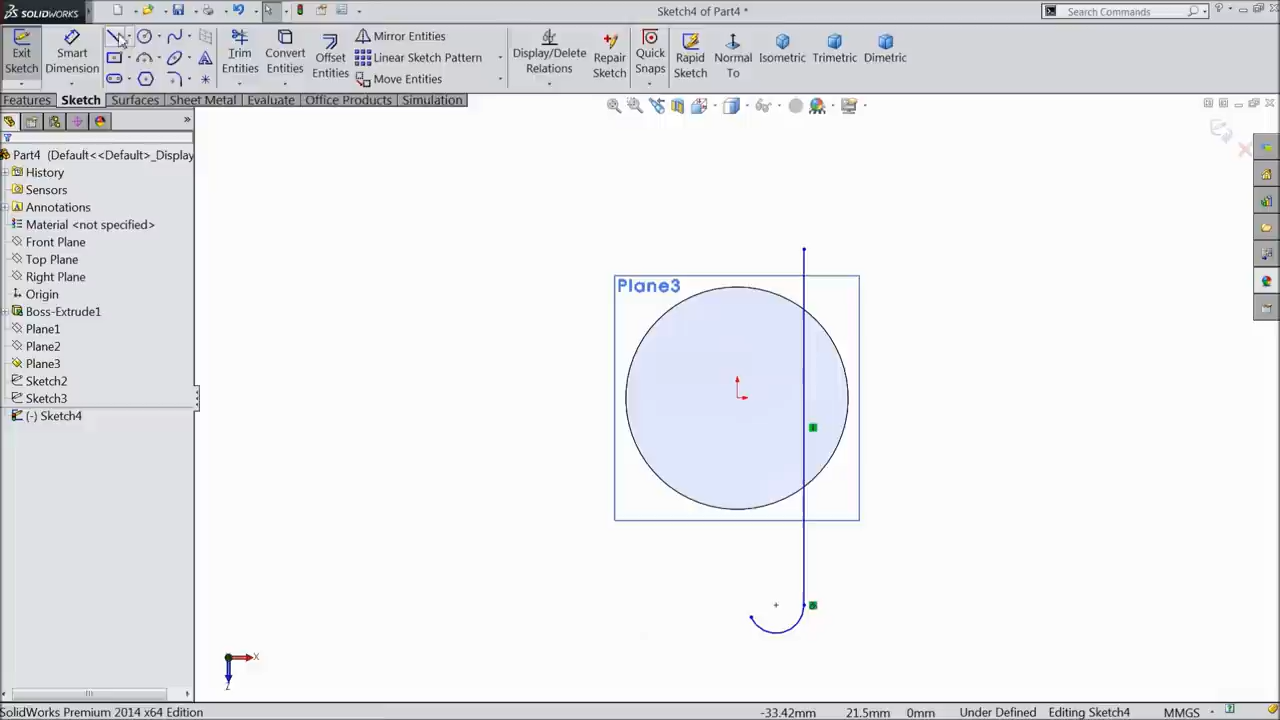 SOLIDWORKS
Sketch4 of Part4 *
Search Commands
Exit Sketch
Smart Dimension
Trim Entities
Convert Entities
Offset Entities
Mirror Entities
Linear Sketch Pattern
Move Entities
Display/Delete Relations
Repair Sketch
Quick Snaps
Rapid Sketch
Normal To
Isometric
Trimetric
Dimetric
Features
Sketch
Surfaces
Sheet Metal
Evaluate
Office Products
Simulation
Part4 (Default<<Default>_Display
History
Sensors
Annotations
Material <not specified>
Front Plane
Top Plane
Right Plane
Origin
Boss-Extrude1
Plane1
Plane2
Plane3
Sketch2
Sketch3
(-) Sketch4
Plane3
X
Z
SolidWorks Premium 2014 x64 Edition
-33.42mm 21.5mm 0mm Under Defined Editing Sketch4 MMGS